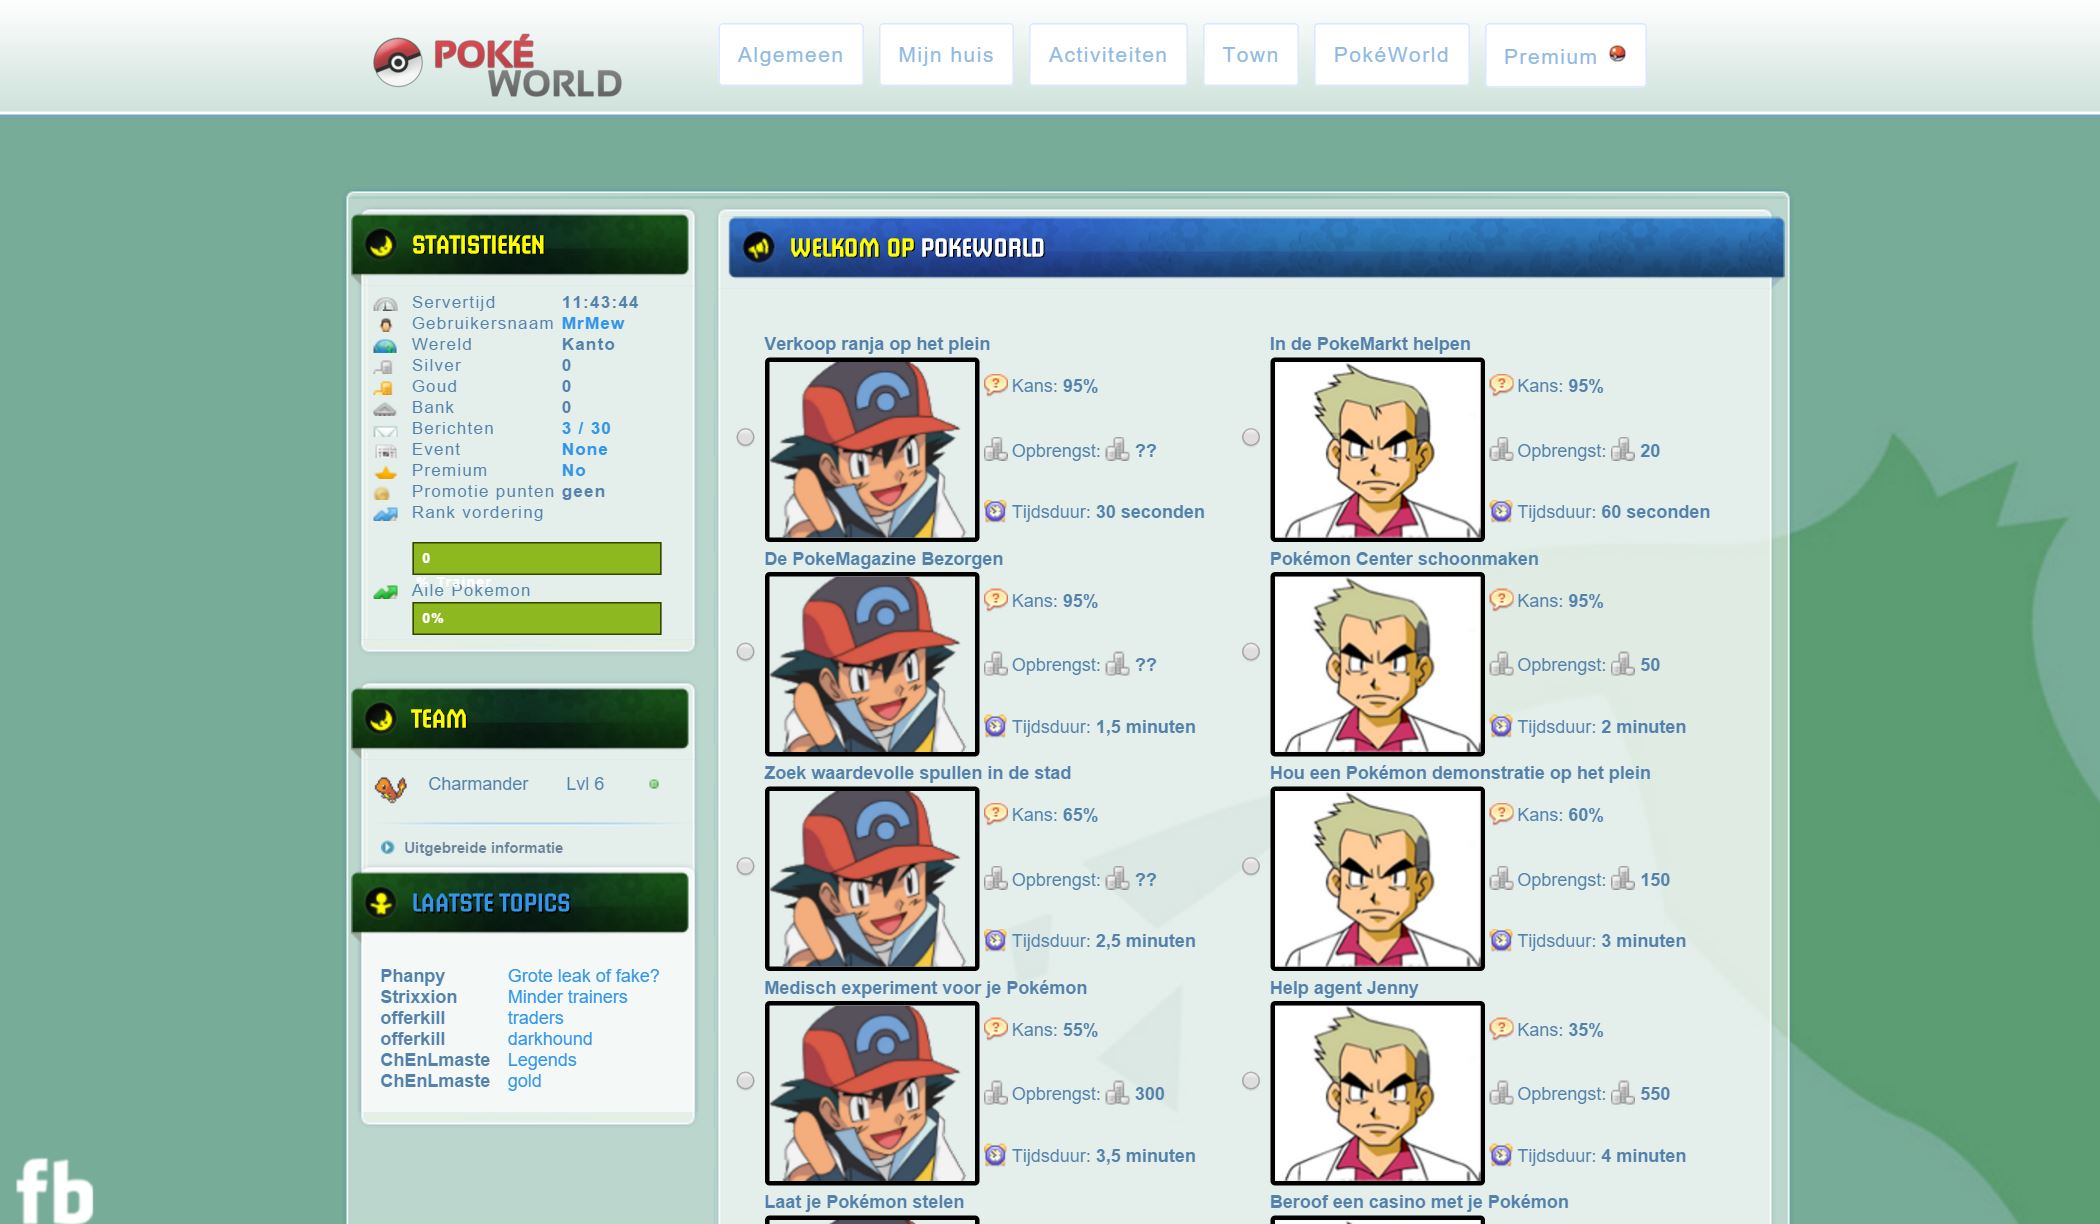 POKÉ
WORLD
Algemeen
Mijn huis
Activiteiten
Town
PokéWorld
Premium
STATISTIEKEN
Servertijd 11:43:44
Gebruikersnaam MrMew
Wereld Kanto
Silver 0
Goud 0
Bank 0
Berichten 3 / 30
Event None
Premium No
Promotie punten geen
Rank vordering
0
% Trainer
Alle Pokemon
0%
TEAM
Charmander Lvl 6
Uitgebreide informatie
LAATSTE TOPICS
Phanpy Grote leak of fake?
Strixxion Minder trainers
offerkill traders
offerkill darkhound
ChEnLmaste Legends
ChEnLmaste gold
WELKOM OP POKEWORLD
Verkoop ranja op het plein
Kans: 95%
Opbrengst: ??
Tijdsduur: 30 seconden
In de PokeMarkt helpen
Kans: 95%
Opbrengst: 20
Tijdsduur: 60 seconden
De PokeMagazine Bezorgen
Kans: 95%
Opbrengst: ??
Tijdsduur: 1,5 minuten
Pokémon Center schoonmaken
Kans: 95%
Opbrengst: 50
Tijdsduur: 2 minuten
Zoek waardevolle spullen in de stad
Kans: 65%
Opbrengst: ??
Tijdsduur: 2,5 minuten
Hou een Pokémon demonstratie op het plein
Kans: 60%
Opbrengst: 150
Tijdsduur: 3 minuten
Medisch experiment voor je Pokémon
Kans: 55%
Opbrengst: 300
Tijdsduur: 3,5 minuten
Help agent Jenny
Kans: 35%
Opbrengst: 550
Tijdsduur: 4 minuten
Laat je Pokémon stelen
Beroof een casino met je Pokémon
fb